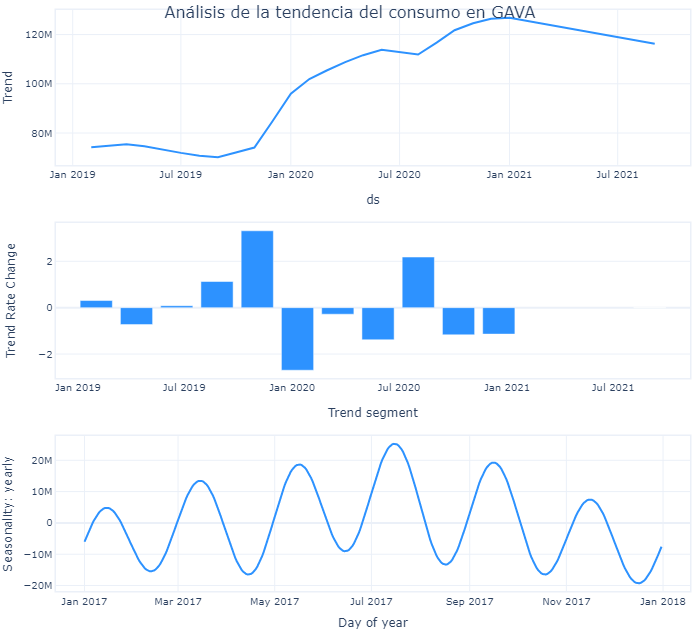 Análisis de la tendencia del consumo en GAVA
120M
100M
80M
Trend
Jan 2019 Jul 2019 Jan 2020 Jul 2020 Jan 2021 Jul 2021
ds
2
0
−2
Trend Rate Change
Jan 2019 Jul 2019 Jan 2020 Jul 2020 Jan 2021 Jul 2021
Trend segment
20M
10M
0
−10M
−20M
Seasonality: yearly
Jan 2017 Mar 2017 May 2017 Jul 2017 Sep 2017 Nov 2017 Jan 2018
Day of year